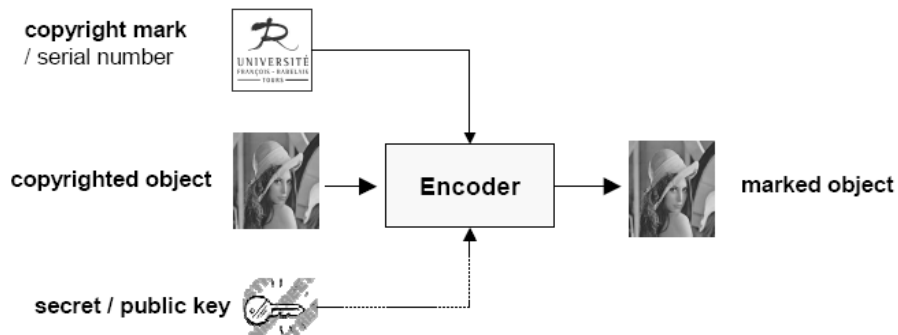 copyright mark
/ serial number
UNIVERSITÉ
FRANÇOIS - RABELAIS
TOURS
copyrighted object
Encoder
marked object
secret / public key